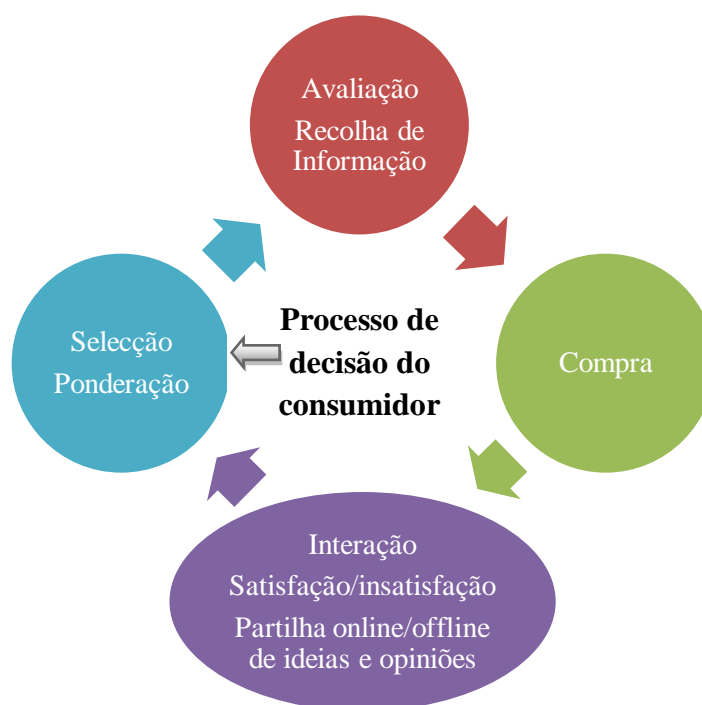 Avaliação
Recolha de
Informação
Processo de
decisão do
consumidor
Selecção
Ponderação
Compra
Interação
Satisfação/insatisfação
Partilha online/offline
de ideias e opiniões